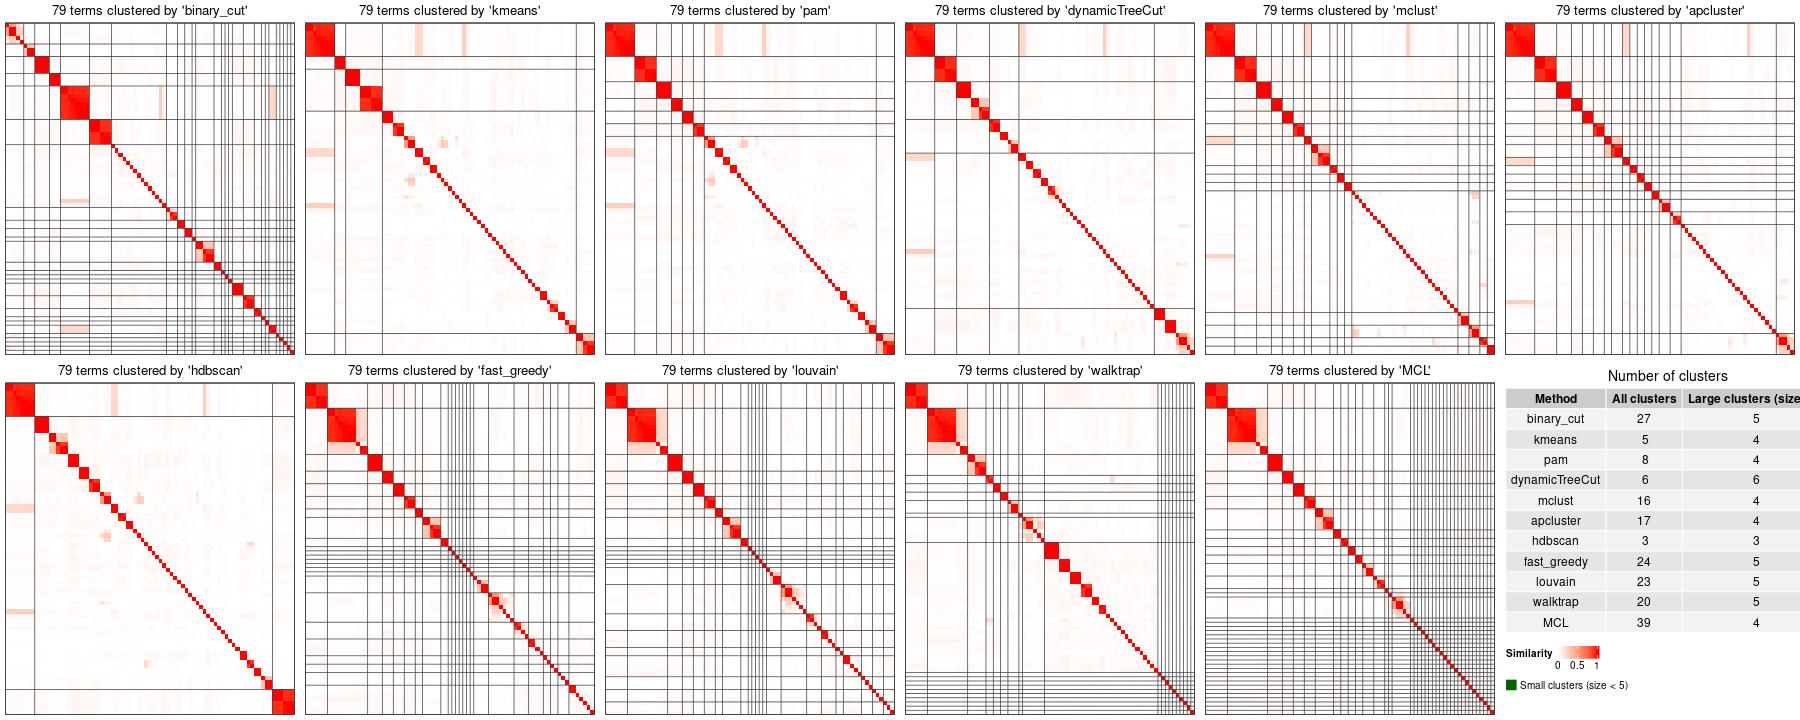 79 terms clustered by 'binary_cut'
79 terms clustered by 'kmeans'
79 terms clustered by 'pam'
79 terms clustered by 'dynamicTreeCut'
79 terms clustered by 'mclust'
79 terms clustered by 'apcluster'
79 terms clustered by 'hdbscan'
79 terms clustered by 'fast_greedy'
79 terms clustered by 'louvain'
79 terms clustered by 'walktrap'
79 terms clustered by 'MCL'
Number of clusters
Method All clusters Large clusters (size
binary_cut 27 5
kmeans 5 4
pam 8 4
dynamicTreeCut 6 6
mclust 16 4
apcluster 17 4
hdbscan 3 3
fast_greedy 24 5
louvain 23 5
walktrap 20 5
MCL 39 4
Similarity
0 0.5 1
Small clusters (size < 5)